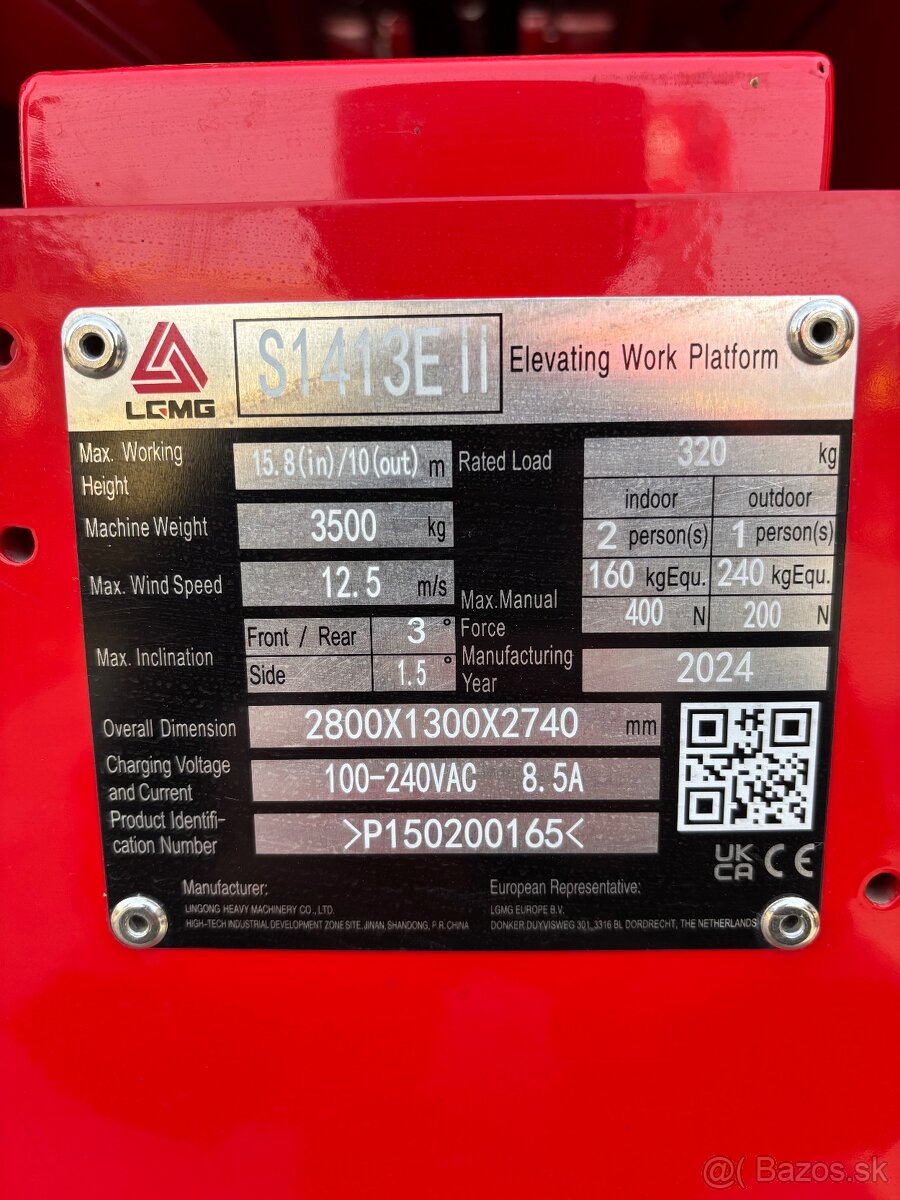 LGMG
S1413E II
Elevating Work Platform
Max. Working Height
15.8(in)/10(out) m
Rated Load
320 kg
indoor outdoor
2 person(s) 1 person(s)
160 kgEqu. 240 kgEqu.
Machine Weight
3500 kg
Max. Wind Speed
12.5 m/s
Max.Manual Force
400 N 200 N
Max. Inclination
Front / Rear 3 °
Side 1.5 °
Manufacturing Year
2024
Overall Dimension
2800X1300X2740 mm
Charging Voltage and Current
100-240VAC 8.5A
Product Identifi-
cation Number
>P150200165<
UK
CA CE
Manufacturer:
LINGONG HEAVY MACHINERY CO., LTD.
HIGH-TECH INDUSTRIAL DEVELOPMENT ZONE SITE, JINAN, SHANDONG, P. R. CHINA
European Representative:
LGMG EUROPE B.V.
DONKER DUYVISWEG 301, 3316 BL DORDRECHT, THE NETHERLANDS
@( Bazos.sk